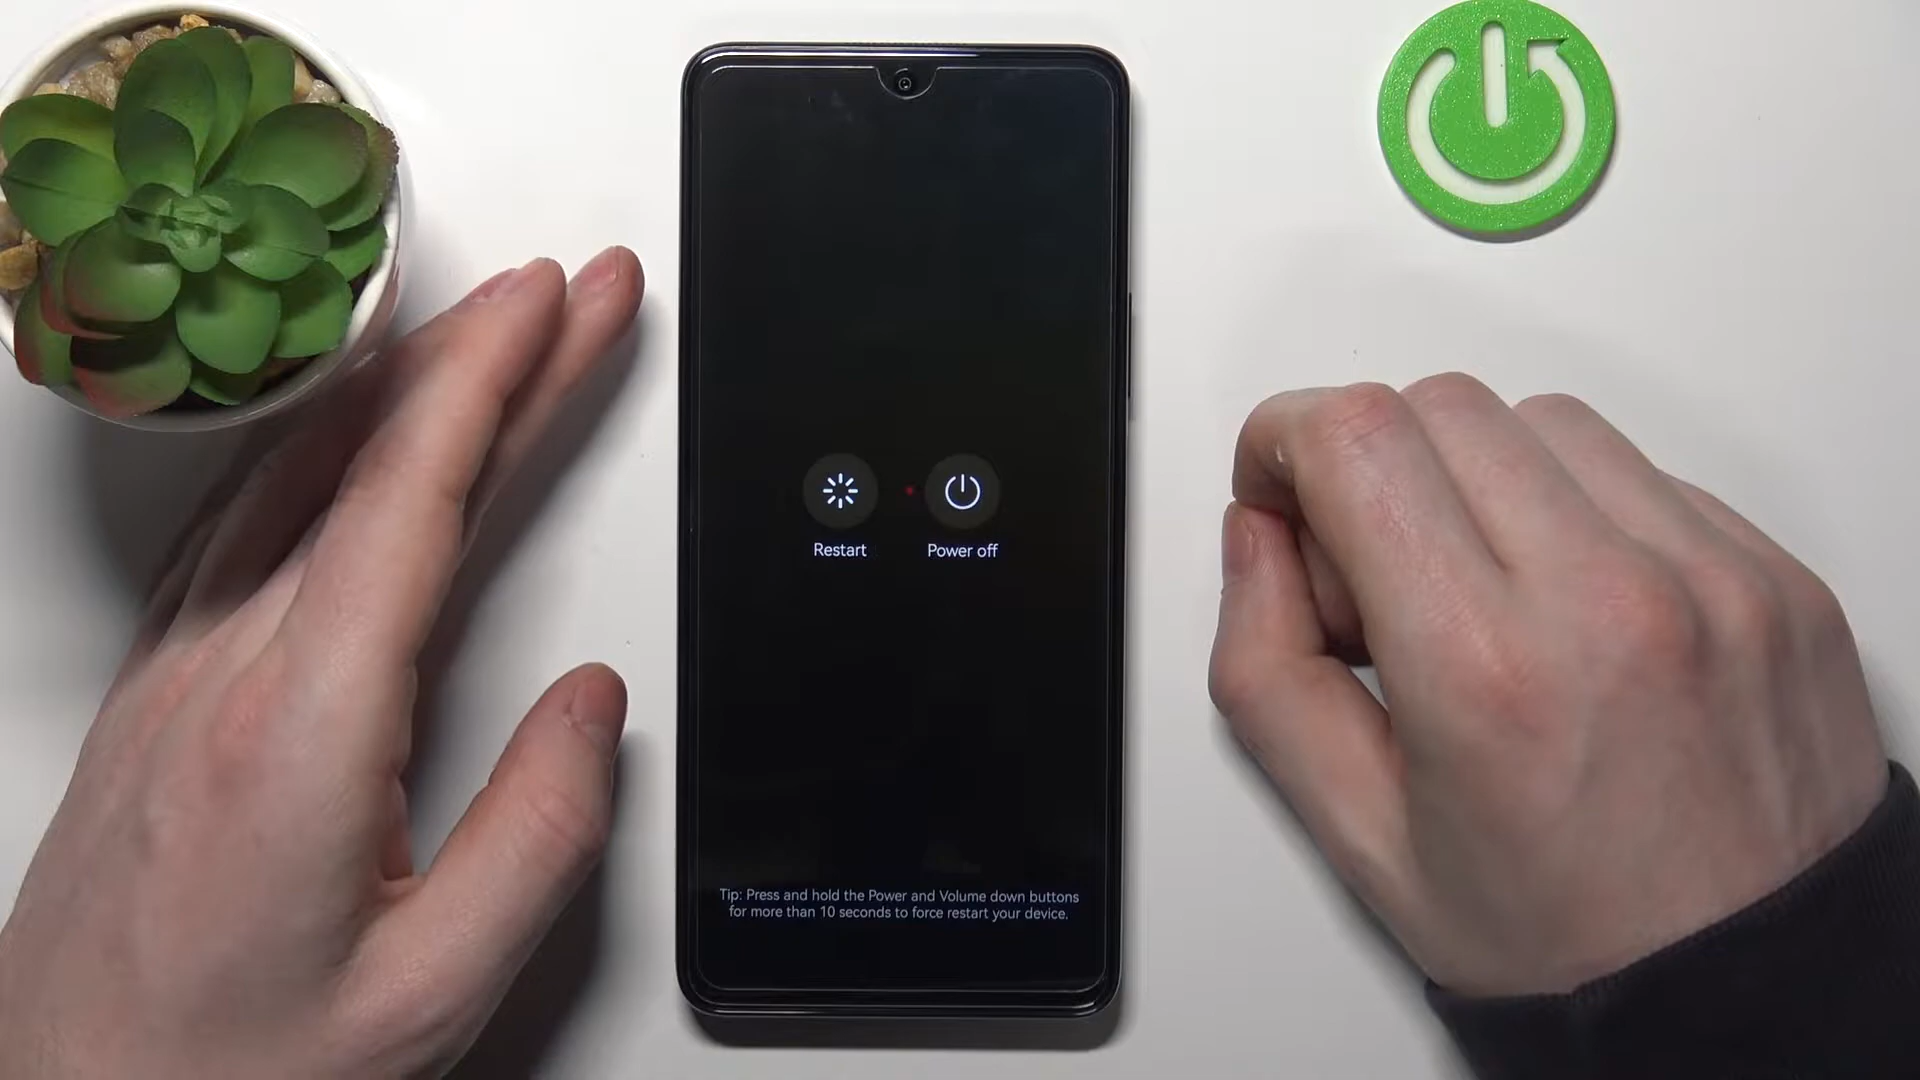 Restart
Power off
Tip: Press and hold the Power and Volume down buttons
for more than 10 seconds to force restart your device.